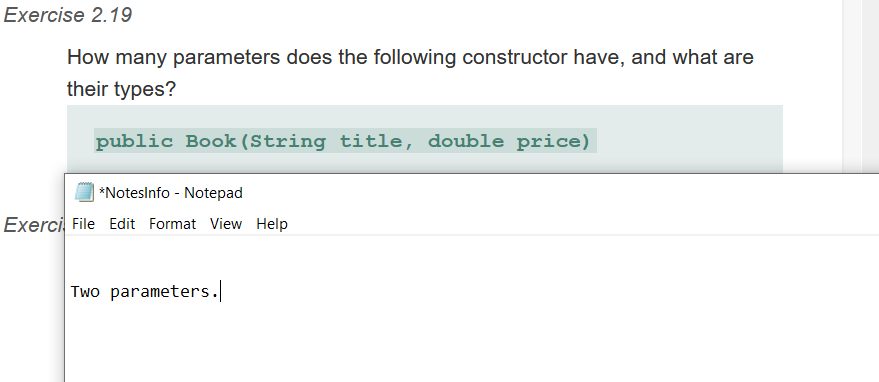 Exercise 2.19
How many parameters does the following constructor have, and what are
their types?
public Book(String title, double price)
*NotesInfo - Notepad
Exerci
File Edit Format View Help
Two parameters.